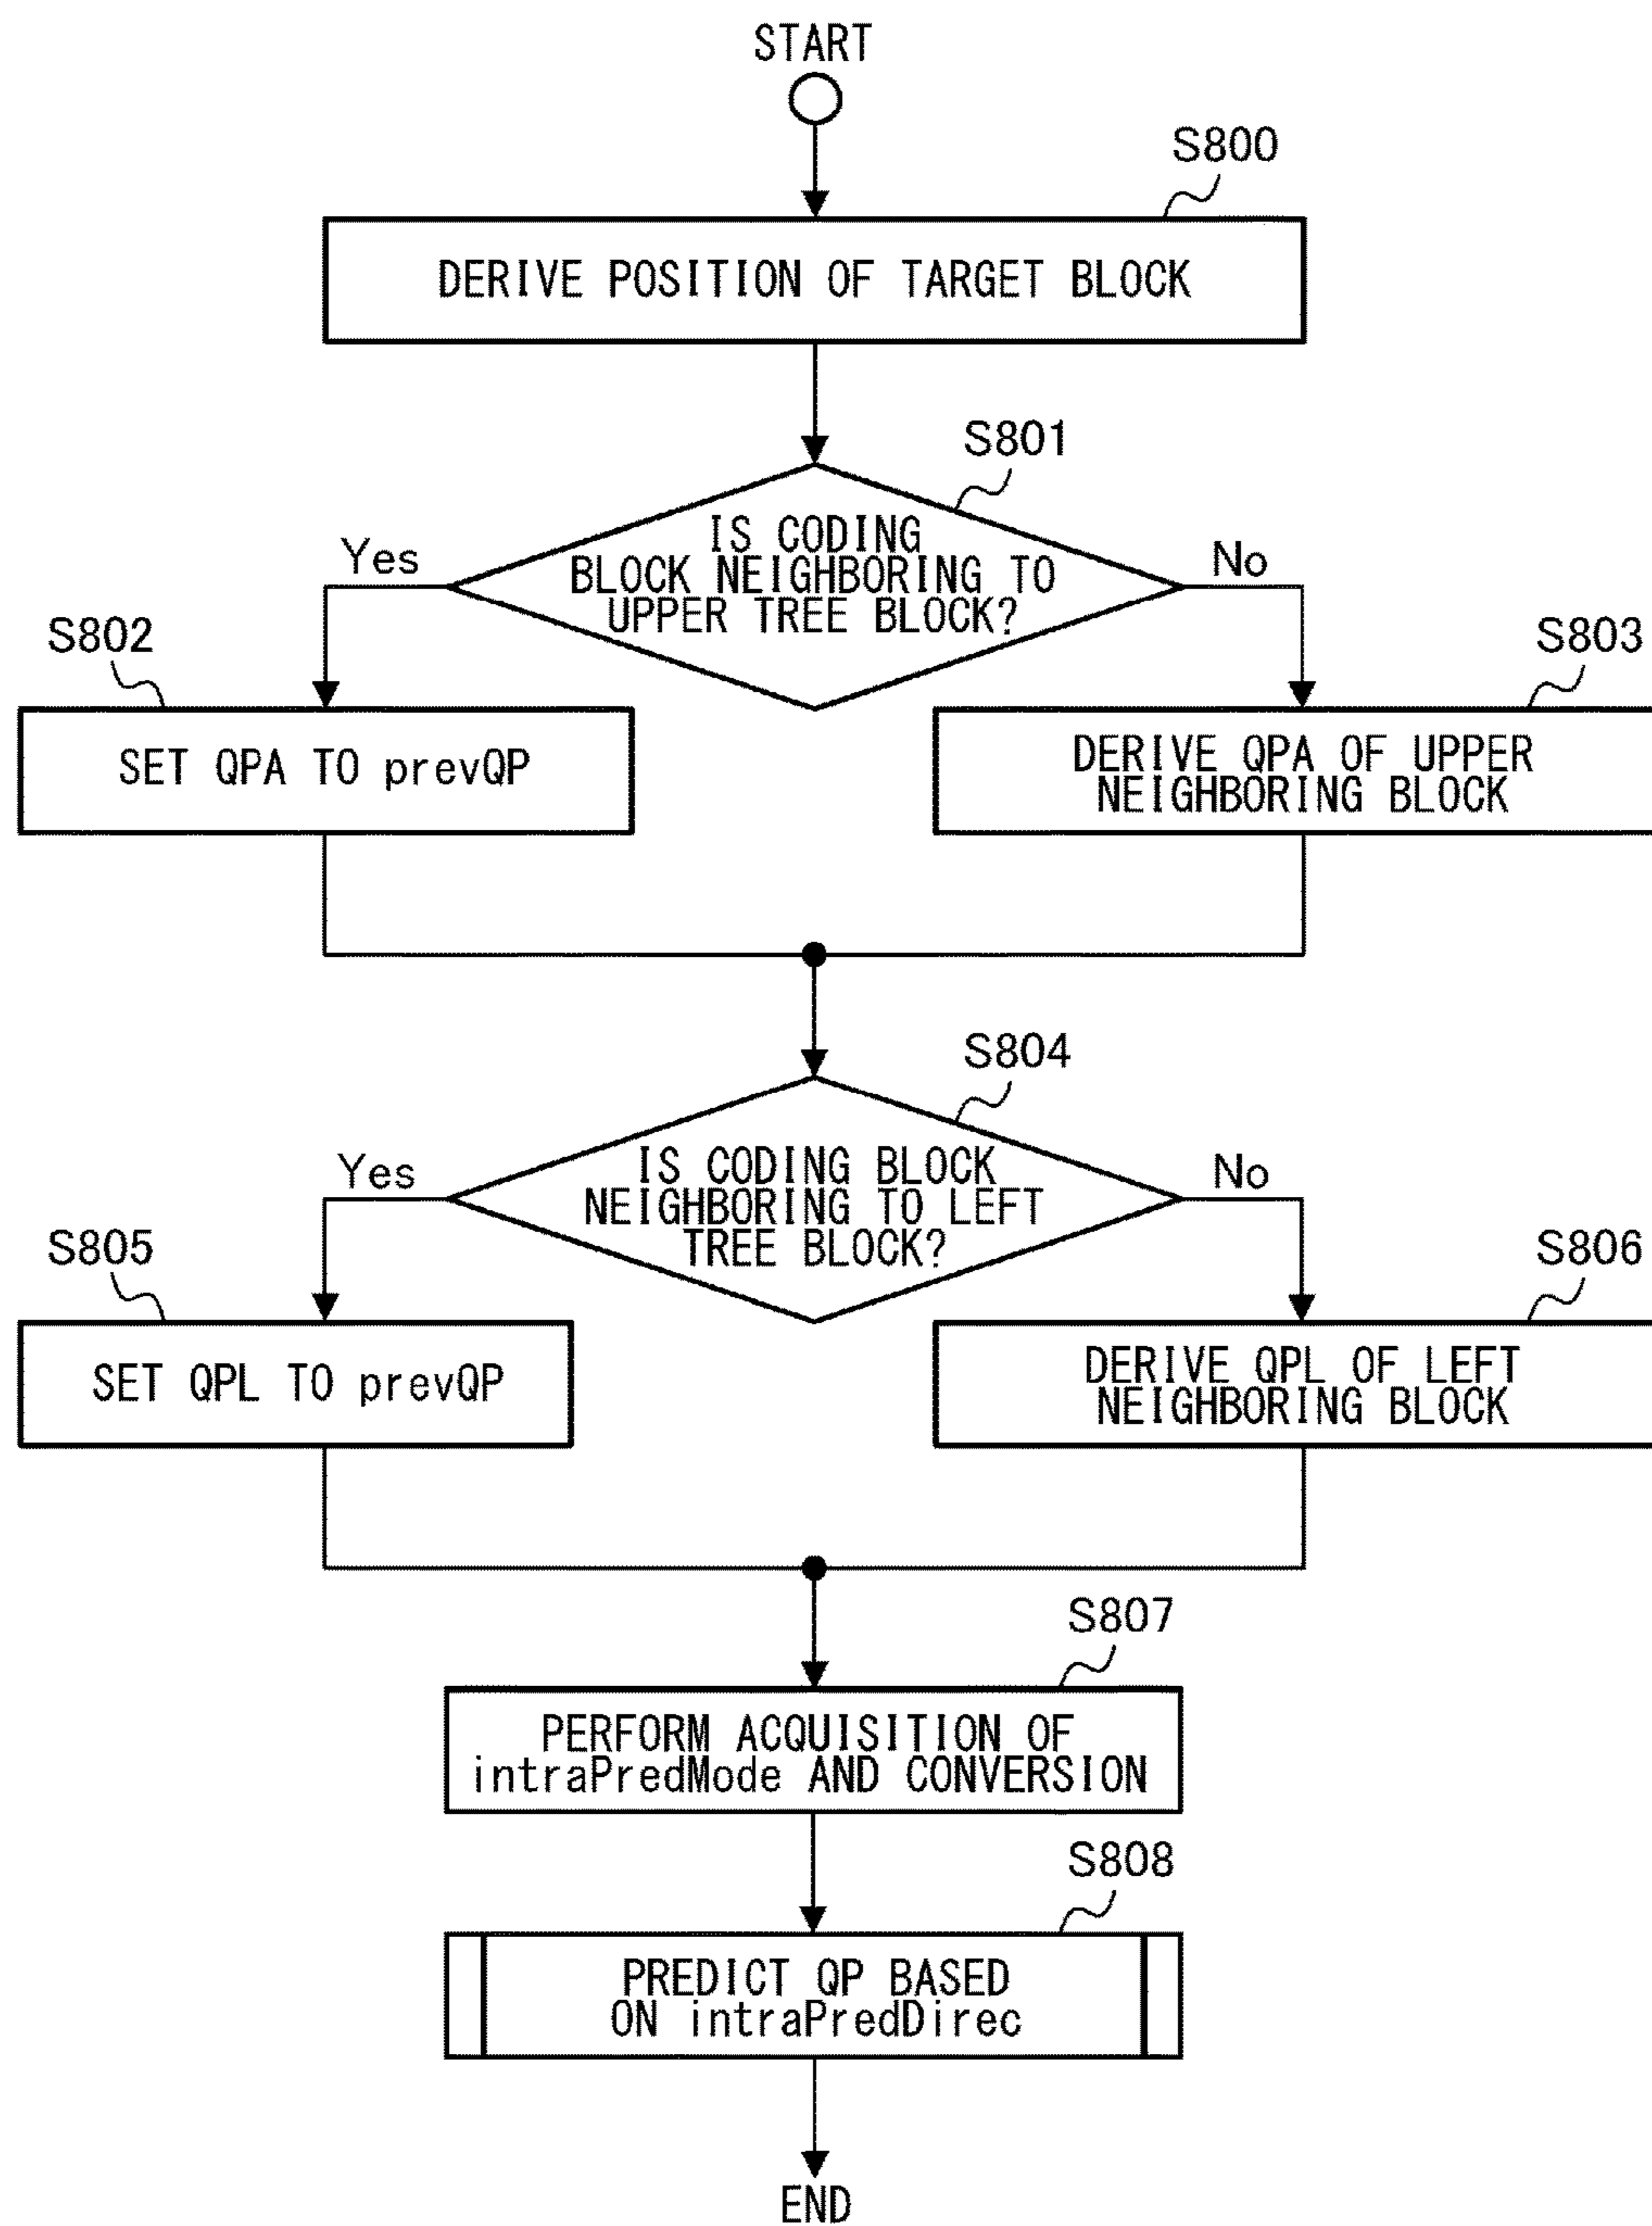 START
S800
DERIVE POSITION OF TARGET BLOCK
S801
IS CODING
BLOCK NEIGHBORING TO
UPPER TREE BLOCK?
Yes
No
S802
SET QPA TO prevQP
S803
DERIVE QPA OF UPPER
NEIGHBORING BLOCK
S804
IS CODING BLOCK
NEIGHBORING TO LEFT
TREE BLOCK?
Yes
No
S805
SET QPL TO prevQP
S806
DERIVE QPL OF LEFT
NEIGHBORING BLOCK
S807
PERFORM ACQUISITION OF
intraPredMode AND CONVERSION
S808
PREDICT QP BASED
ON intraPredDirec
END